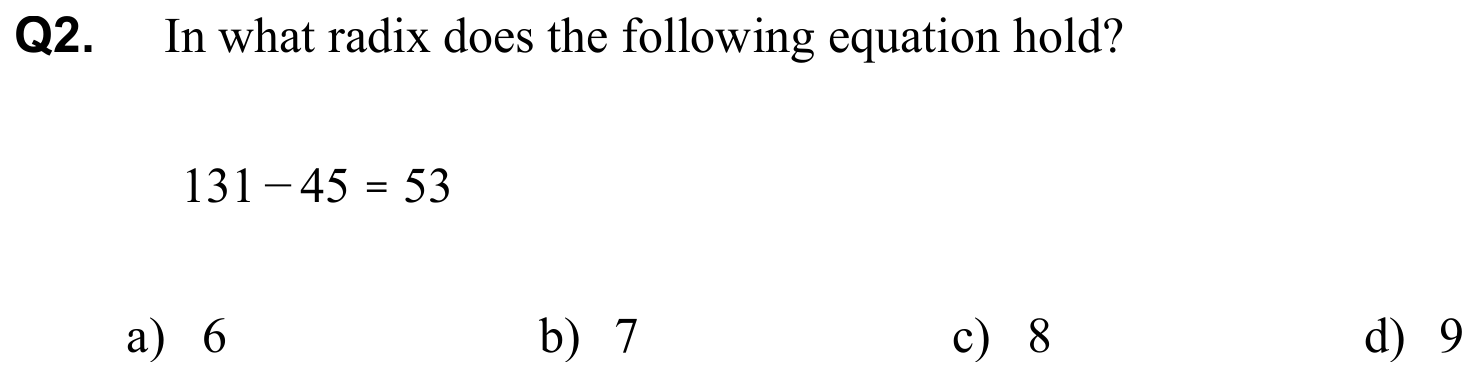 Q2. In what radix does the following equation hold?
131 − 45 = 53
a) 6 b) 7 c) 8 d) 9